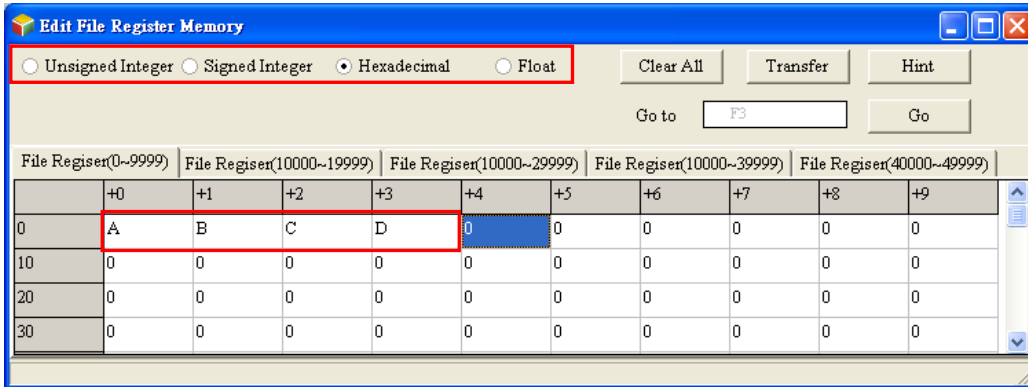 Edit File Register Memory
Unsigned Integer Signed Integer Hexadecimal Float Clear All Transfer Hint
Go to F3 Go
File Regiser(0~9999) File Regiser(10000~19999) File Regiser(10000~29999) File Regiser(10000~39999) File Regiser(40000~49999)
+0 +1 +2 +3 +4 +5 +6 +7 +8 +9
0 A B C D 0 0 0 0 0 0
10 0 0 0 0 0 0 0 0 0 0
20 0 0 0 0 0 0 0 0 0 0
30 0 0 0 0 0 0 0 0 0 0